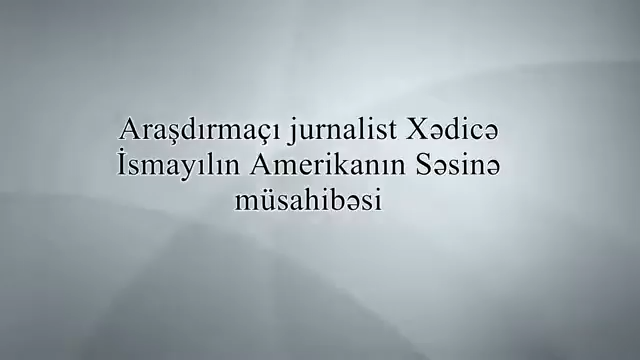 Araşdırmaçı jurnalist Xədicə
İsmayılın Amerikanın Səsinə
müsahibəsi